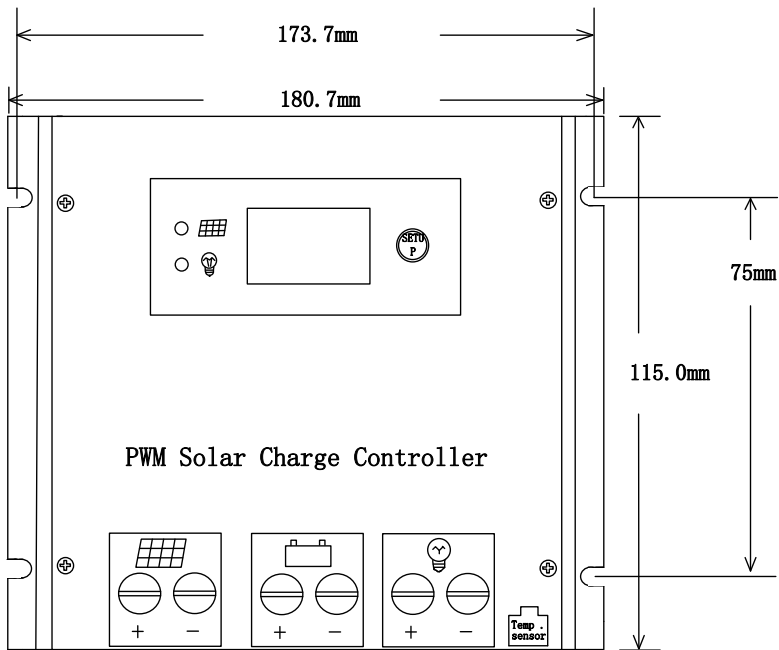 173.7mm
180.7mm
SETU
P
75mm
115.0mm
PWM Solar Charge Controller
+ − + − + −
Temp.
sensor